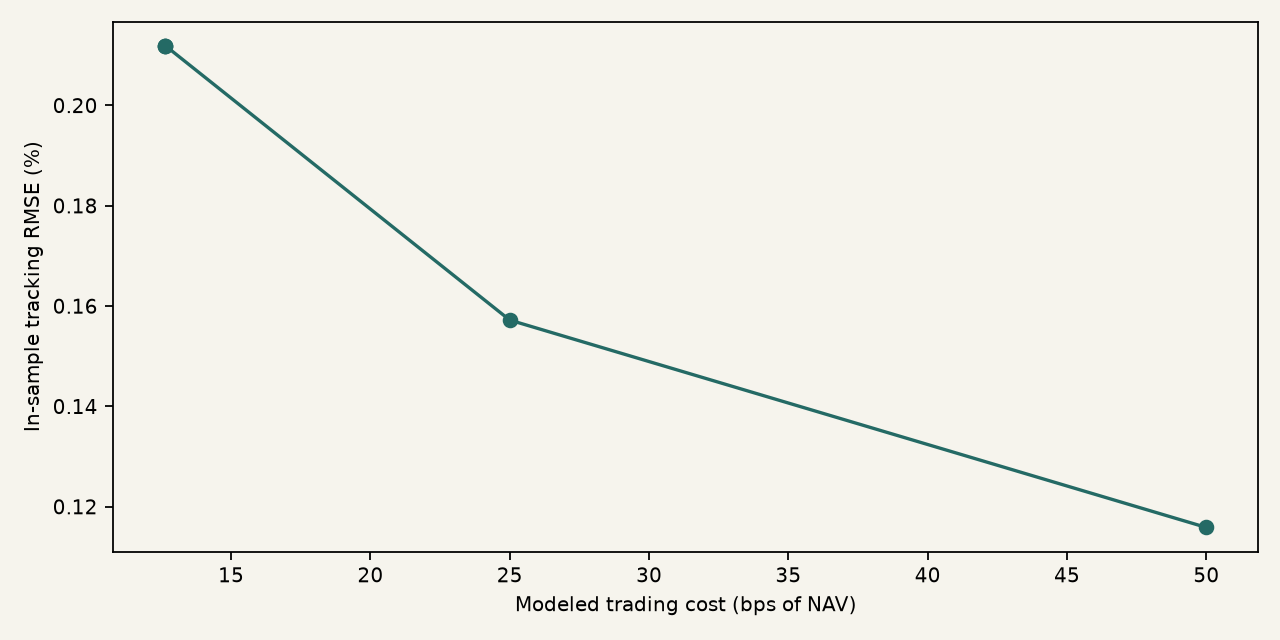 In-sample tracking RMSE (%)
0.20
0.18
0.16
0.14
0.12
15 20 25 30 35 40 45 50
Modeled trading cost (bps of NAV)